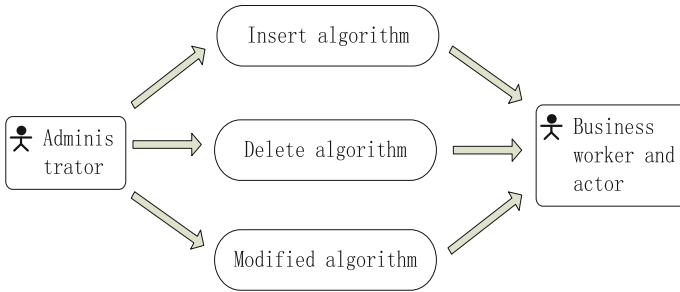 Insert algorithm
Adminis
trator
Delete algorithm
Business
worker and
actor
Modified algorithm